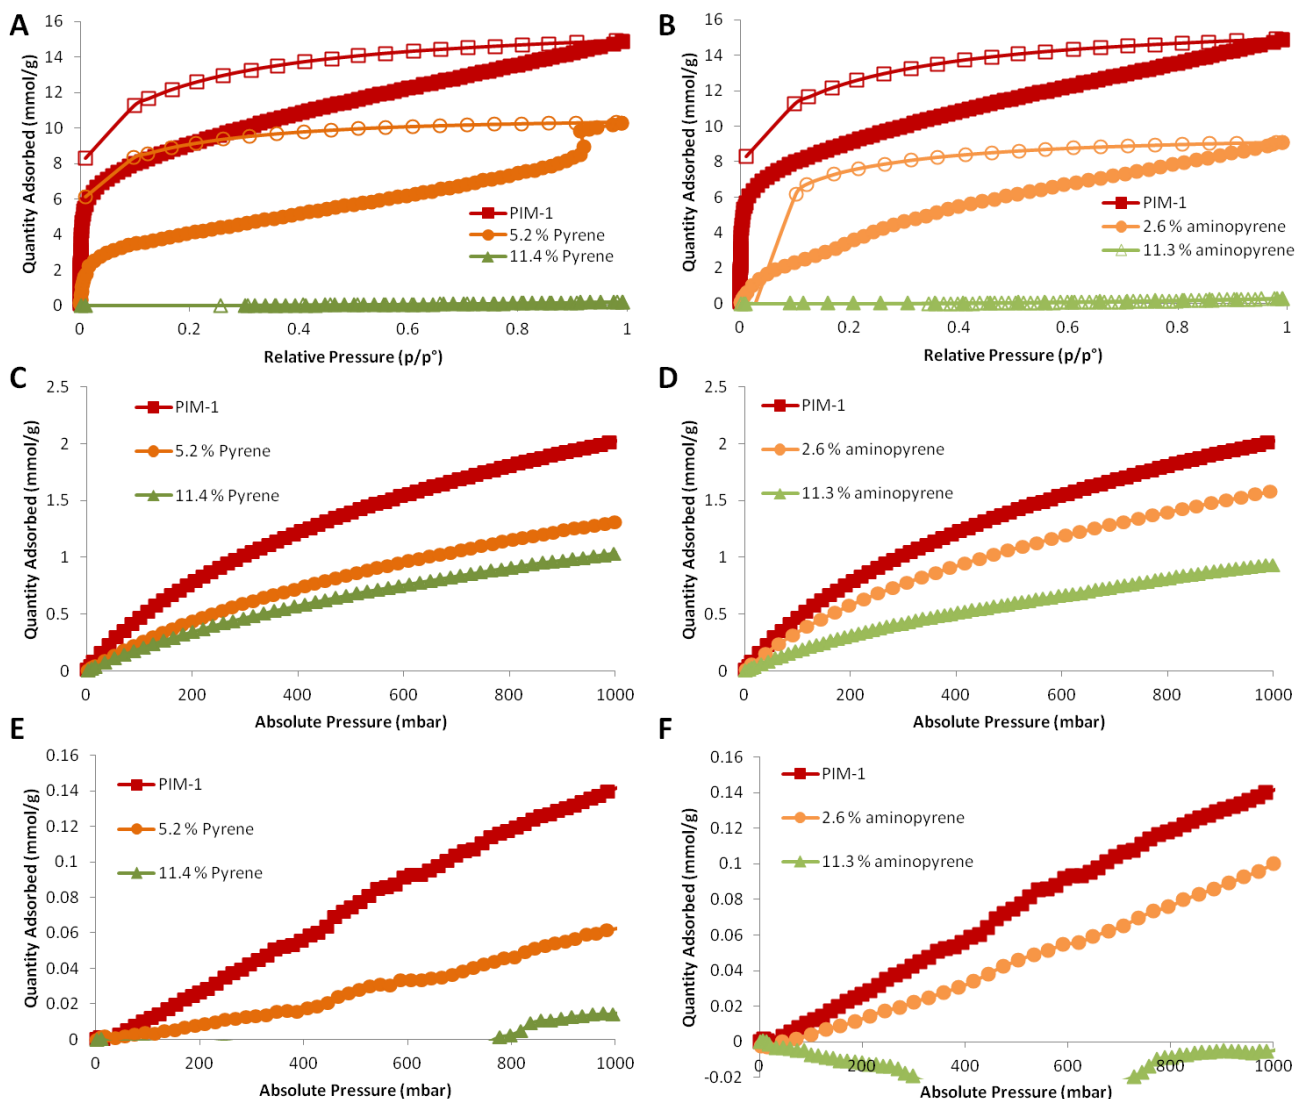 A
Quantity Adsorbed (mmol/g)
16
14
12
10
8
6
4
2
0
PIM-1
5.2 % Pyrene
11.4 % Pyrene
0 0.2 0.4 0.6 0.8 1
Relative Pressure (p/p°)
B
Quantity Adsorbed (mmol/g)
16
14
12
10
8
6
4
2
0
PIM-1
2.6 % aminopyrene
11.3 % aminopyrene
0 0.2 0.4 0.6 0.8 1
Relative Pressure (p/p°)
C
Quantity Adsorbed (mmol/g)
2.5
2
1.5
1
0.5
0
PIM-1
5.2 % Pyrene
11.4 % Pyrene
0 200 400 600 800 1000
Absolute Pressure (mbar)
D
Quantity Adsorbed (mmol/g)
2.5
2
1.5
1
0.5
0
PIM-1
2.6 % aminopyrene
11.3 % aminopyrene
0 200 400 600 800 1000
Absolute Pressure (mbar)
E
Quantity Adsorbed (mmol/g)
0.16
0.14
0.12
0.1
0.08
0.06
0.04
0.02
0
PIM-1
5.2 % Pyrene
11.4 % Pyrene
0 200 400 600 800 1000
Absolute Pressure (mbar)
F
Quantity Adsorbed (mmol/g)
0.16
0.14
0.12
0.1
0.08
0.06
0.04
0.02
0
-0.02
PIM-1
2.6 % aminopyrene
11.3 % aminopyrene
0 200 400 600 800 1000
Absolute Pressure (mbar)